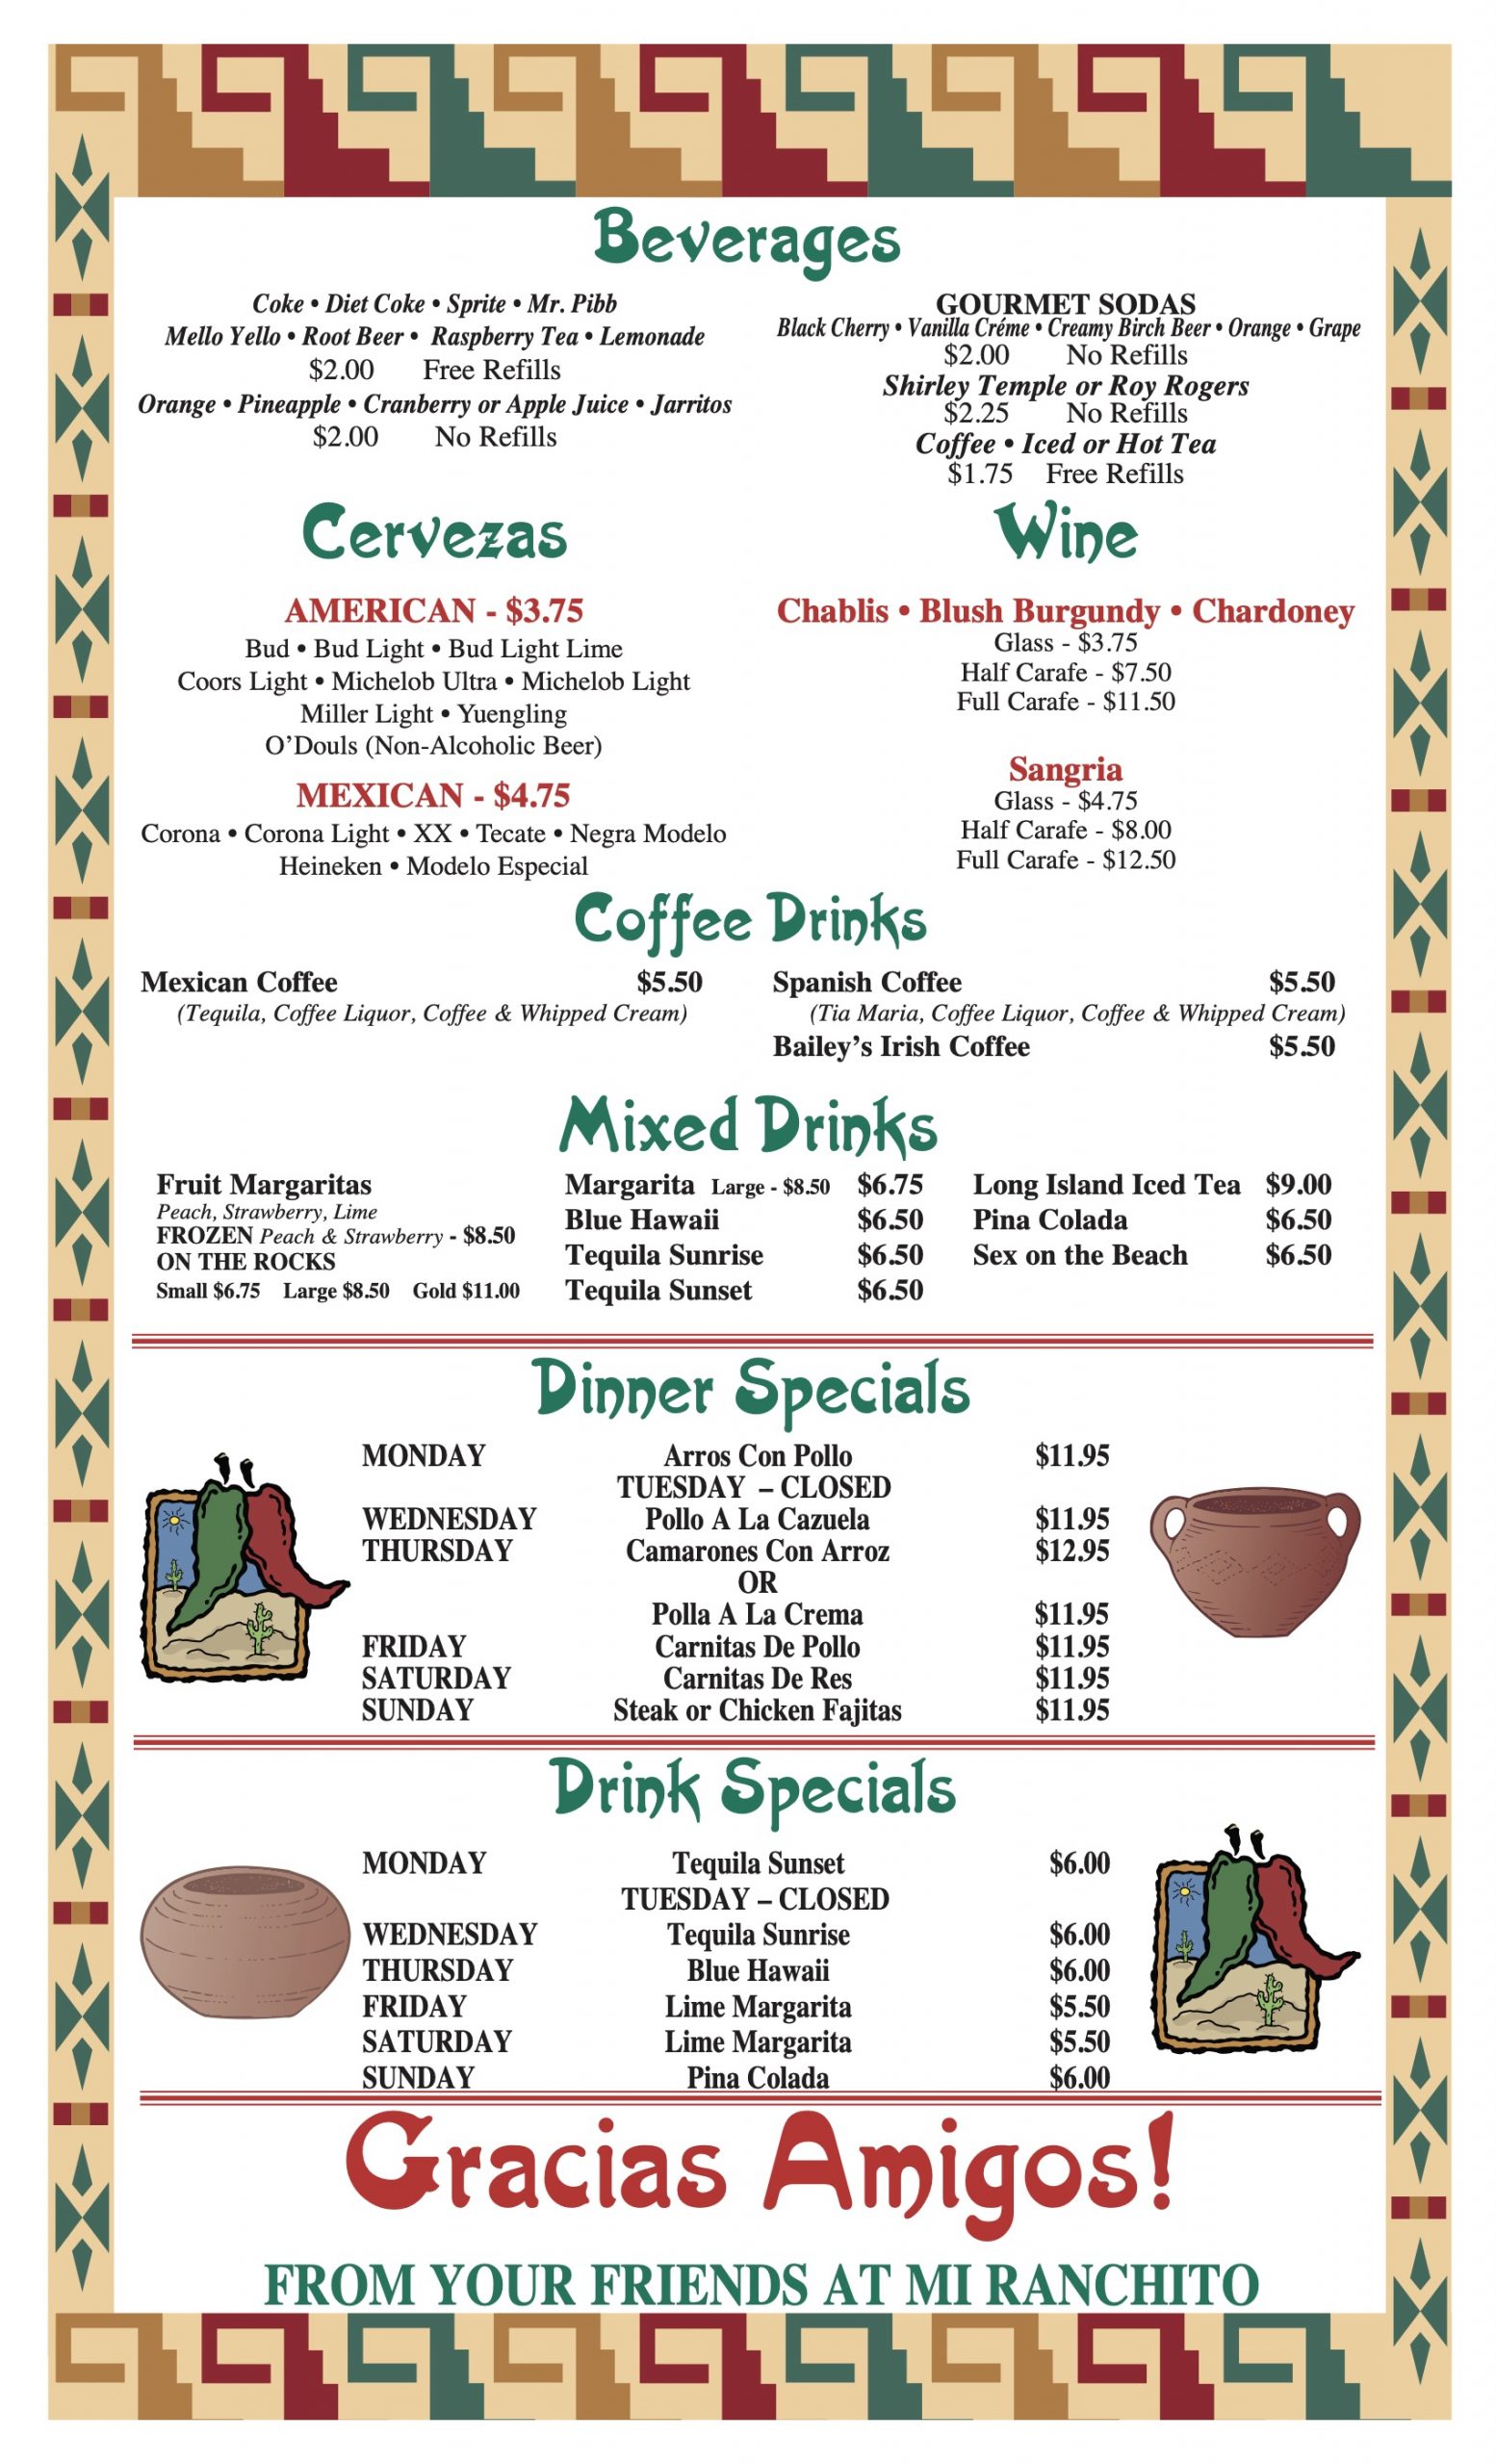 Beverages
Coke • Diet Coke • Sprite • Mr. Pibb
Mello Yello • Root Beer • Raspberry Tea • Lemonade
$2.00 Free Refills
Orange • Pineapple • Cranberry or Apple Juice • Jarritos
$2.00 No Refills
GOURMET SODAS
Black Cherry • Vanilla Créme • Creamy Birch Beer • Orange • Grape
$2.00 No Refills
Shirley Temple or Roy Rogers
$2.25 No Refills
Coffee • Iced or Hot Tea
$1.75 Free Refills
Cervezas
AMERICAN - $3.75
Bud • Bud Light • Bud Light Lime
Coors Light • Michelob Ultra • Michelob Light
Miller Light • Yuengling
O’Douls (Non-Alcoholic Beer)
MEXICAN - $4.75
Corona • Corona Light • XX • Tecate • Negra Modelo
Heineken • Modelo Especial
Wine
Chablis • Blush Burgundy • Chardoney
Glass - $3.75
Half Carafe - $7.50
Full Carafe - $11.50
Sangria
Glass - $4.75
Half Carafe - $8.00
Full Carafe - $12.50
Coffee Drinks
Mexican Coffee $5.50
(Tequila, Coffee Liquor, Coffee & Whipped Cream)
Spanish Coffee $5.50
(Tia Maria, Coffee Liquor, Coffee & Whipped Cream)
Bailey’s Irish Coffee $5.50
Mixed Drinks
Fruit Margaritas
Peach, Strawberry, Lime
FROZEN Peach & Strawberry - $8.50
ON THE ROCKS
Small $6.75 Large $8.50 Gold $11.00
Margarita Large - $8.50 $6.75
Blue Hawaii $6.50
Tequila Sunrise $6.50
Tequila Sunset $6.50
Long Island Iced Tea $9.00
Pina Colada $6.50
Sex on the Beach $6.50
Dinner Specials
MONDAY Arros Con Pollo $11.95
TUESDAY – CLOSED
WEDNESDAY Pollo A La Cazuela $11.95
THURSDAY Camarones Con Arroz $12.95
OR
Polla A La Crema $11.95
FRIDAY Carnitas De Pollo $11.95
SATURDAY Carnitas De Res $11.95
SUNDAY Steak or Chicken Fajitas $11.95
Drink Specials
MONDAY Tequila Sunset $6.00
TUESDAY – CLOSED
WEDNESDAY Tequila Sunrise $6.00
THURSDAY Blue Hawaii $6.00
FRIDAY Lime Margarita $5.50
SATURDAY Lime Margarita $5.50
SUNDAY Pina Colada $6.00
Gracias Amigos!
FROM YOUR FRIENDS AT MI RANCHITO